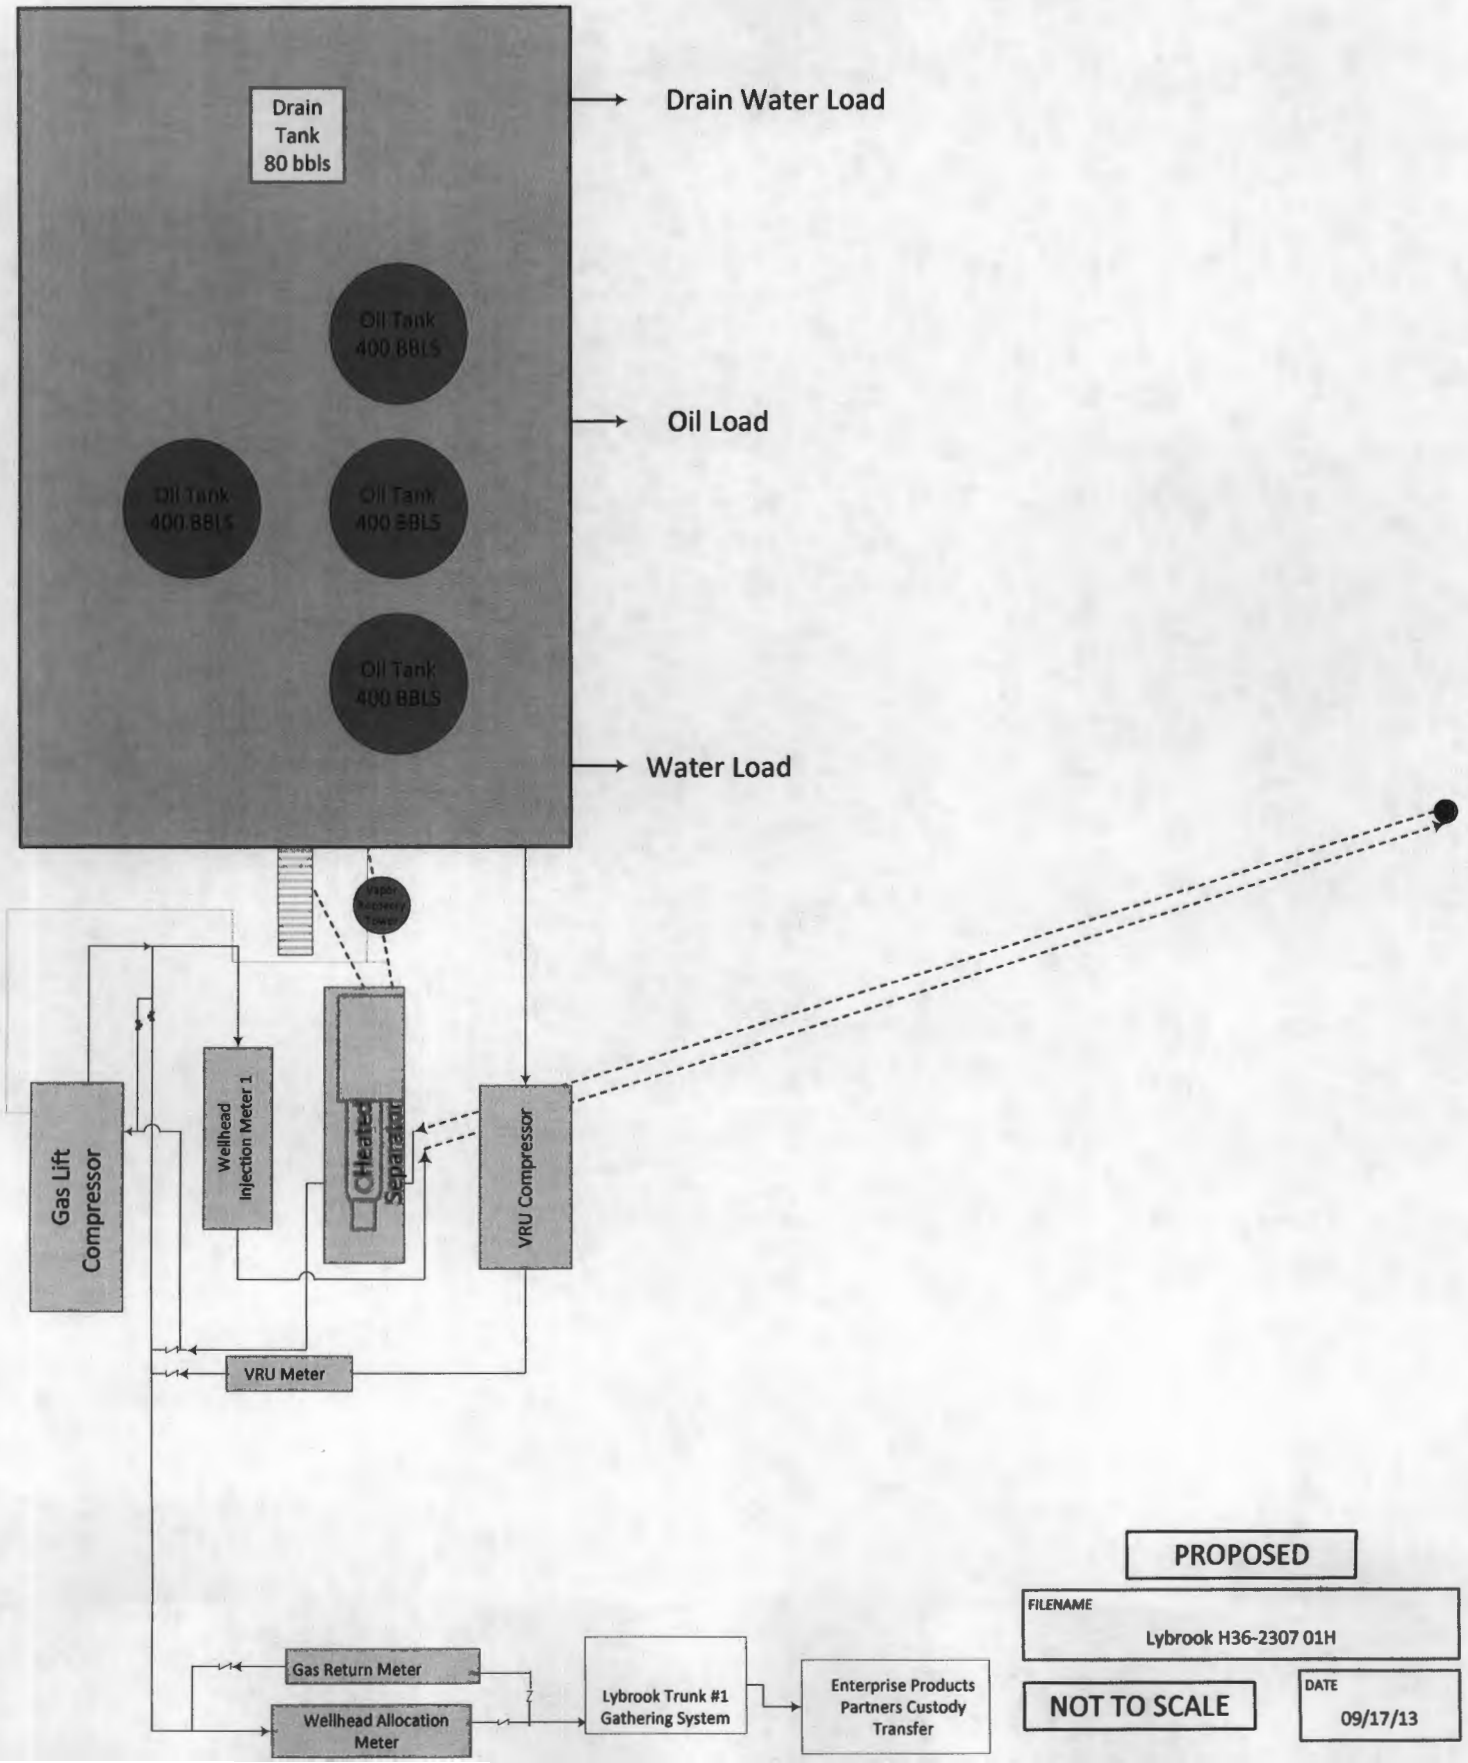 Drain
Tank
80 bbls
Drain Water Load
Oil Tank
400 BBLS
Oil Load
Oil Tank
400 BBLS
Oil Tank
400 BBLS
Oil Tank
400 BBLS
Water Load
Vapor
Recovery
Tower
Gas Lift
Compressor
Wellhead
Injection Meter 1
Heated
Separator
VRU Compressor
VRU Meter
Gas Return Meter
Wellhead Allocation
Meter
Lybrook Trunk #1
Gathering System
Enterprise Products
Partners Custody
Transfer
PROPOSED
FILENAME
Lybrook H36-2307 01H
NOT TO SCALE
DATE
09/17/13